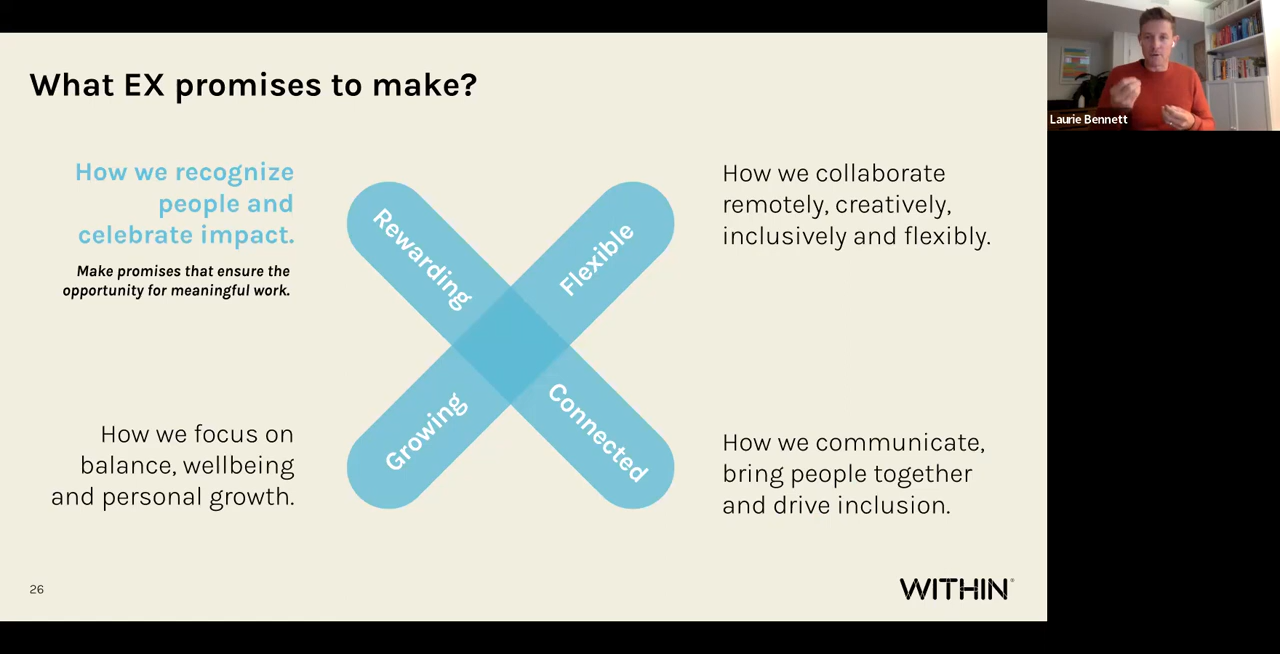 What EX promises to make?
Laurie Bennett
How we recognize
people and
celebrate impact.
Make promises that ensure the
opportunity for meaningful work.
Rewarding
Flexible
How we collaborate
remotely, creatively,
inclusively and flexibly.
How we focus on
balance, wellbeing
and personal growth.
Growing
Connected
How we communicate,
bring people together
and drive inclusion.
26
WITHIN®